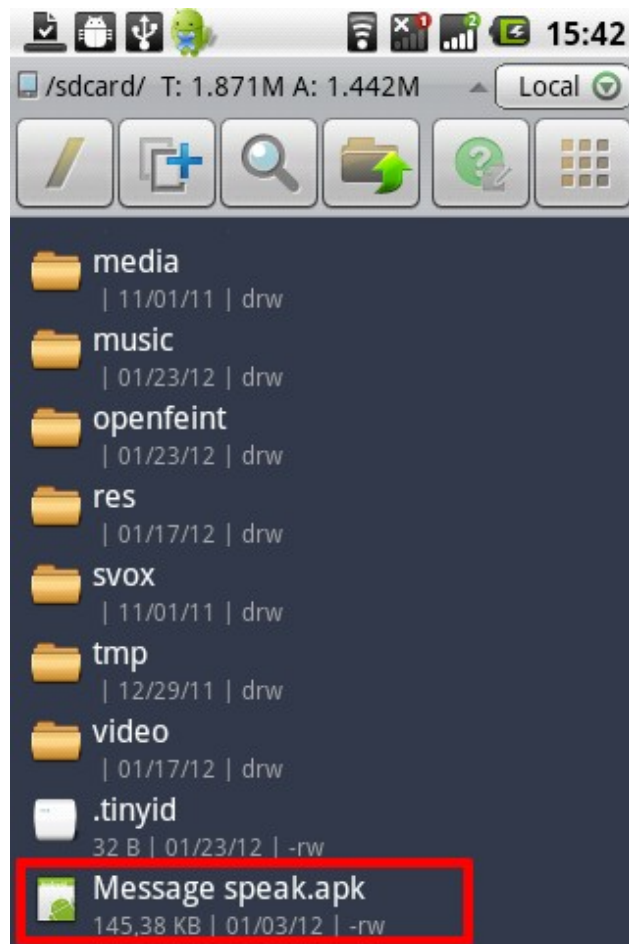 1
2
15:42
/sdcard/ T: 1.871M A: 1.442M
Local
media
| 11/01/11 | drw
music
| 01/23/12 | drw
openfeint
| 01/23/12 | drw
res
| 01/17/12 | drw
svox
| 11/01/11 | drw
tmp
| 12/29/11 | drw
video
| 01/17/12 | drw
.tinyid
32 B | 01/23/12 | -rw
Message speak.apk
145,38 KB | 01/03/12 | -rw